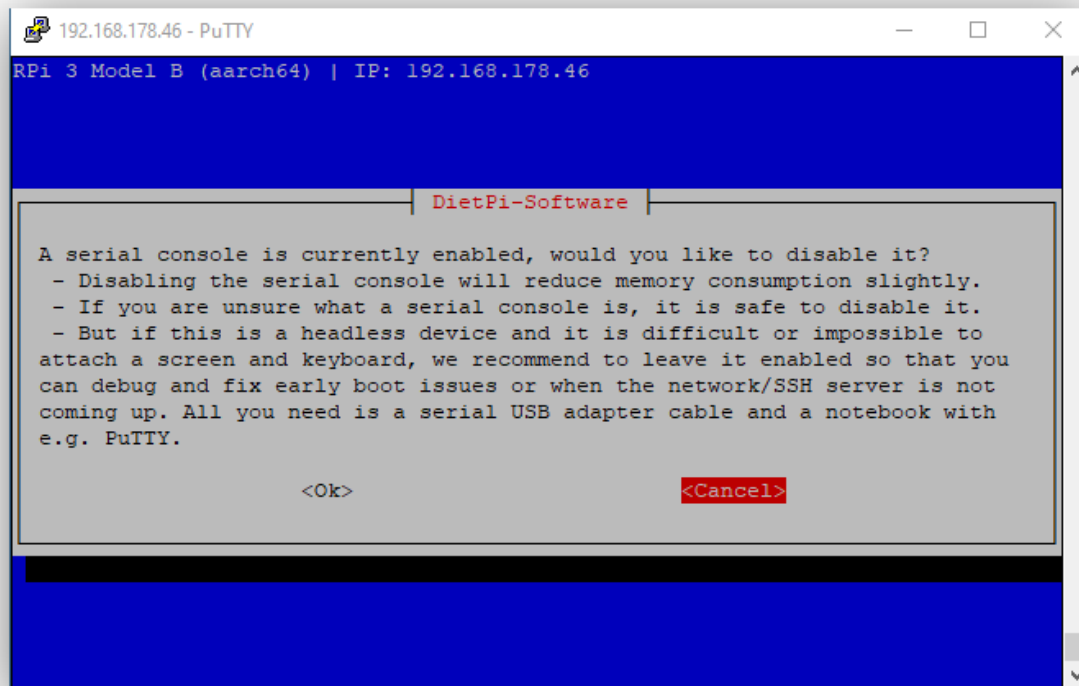 192.168.178.46 - PuTTY
RPi 3 Model B (aarch64) | IP: 192.168.178.46
DietPi-Software
A serial console is currently enabled, would you like to disable it?
- Disabling the serial console will reduce memory consumption slightly.
- If you are unsure what a serial console is, it is safe to disable it.
- But if this is a headless device and it is difficult or impossible to
attach a screen and keyboard, we recommend to leave it enabled so that you
can debug and fix early boot issues or when the network/SSH server is not
coming up. All you need is a serial USB adapter cable and a notebook with
e.g. PuTTY.
<Ok> <Cancel>